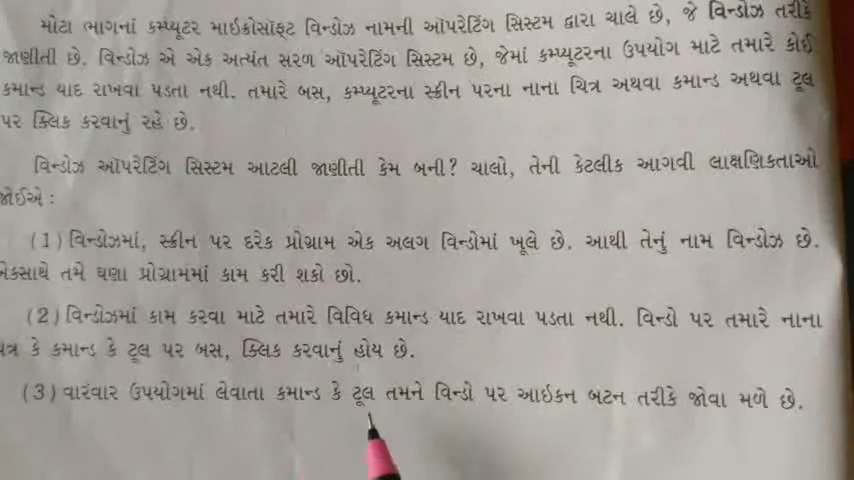 મોટા ભાગનાં કમ્પ્યૂટર માઇક્રોસૉફ્ટ વિન્ડોઝ નામની ઑપરેટિંગ સિસ્ટમ દ્વારા ચાલે છે, જે વિન્ડોઝ તરીકે
જાણીતી છે. વિન્ડોઝ એ એક અત્યંત સરળ ઑપરેટિંગ સિસ્ટમ છે, જેમાં કમ્પ્યૂટરના ઉપયોગ માટે તમારે કોઈ
કમાન્ડ યાદ રાખવા પડતા નથી. તમારે બસ, કમ્પ્યૂટરના સ્ક્રીન પરના નાના ચિત્ર અથવા કમાન્ડ અથવા ટૂલ
પર ક્લિક કરવાનું રહે છે.
વિન્ડોઝ ઑપરેટિંગ સિસ્ટમ આટલી જાણીતી કેમ બની? ચાલો, તેની કેટલીક આગવી લાક્ષણિકતાઓ
જોઈએ :
(1) વિન્ડોઝમાં, સ્ક્રીન પર દરેક પ્રોગ્રામ એક અલગ વિન્ડોમાં ખૂલે છે. આથી તેનું નામ વિન્ડોઝ છે.
એકસાથે તમે ઘણા પ્રોગ્રામમાં કામ કરી શકો છો.
(2) વિન્ડોઝમાં કામ કરવા માટે તમારે વિવિધ કમાન્ડ યાદ રાખવા પડતા નથી. વિન્ડો પર તમારે નાના
કે કમાન્ડ કે ટૂલ પર બસ, ક્લિક કરવાનું હોય છે.
(3) વારંવાર ઉપયોગમાં લેવાતા કમાન્ડ કે ટૂલ તમને વિન્ડો પર આઇકન બટન તરીકે જોવા મળે છે.